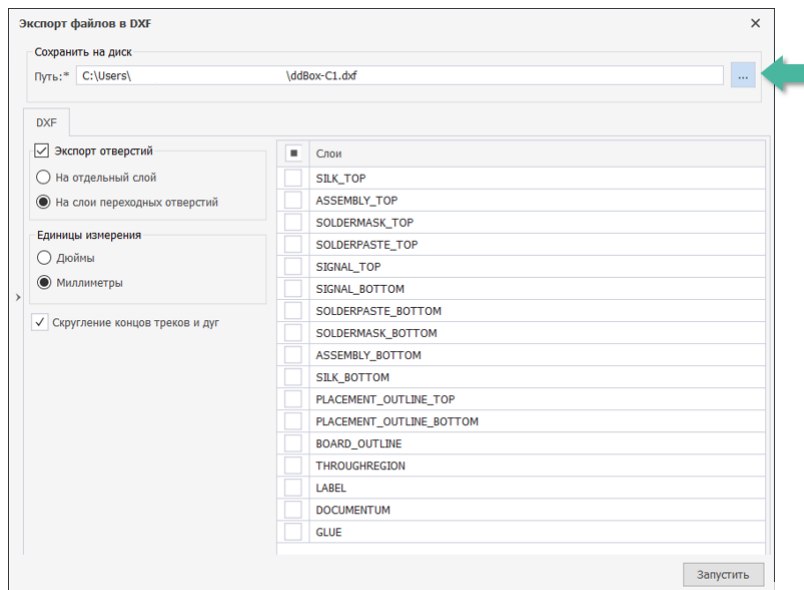 Экспорт файлов в DXF
Сохранить на диск
Путь:* C:\Users\ \ddBox-C1.dxf ...
DXF
Экспорт отверстий
На отдельный слой
На слои переходных отверстий
Единицы измерения
Дюймы
Миллиметры
Скругление концов треков и дуг
Слои
SILK_TOP
ASSEMBLY_TOP
SOLDERMASK_TOP
SOLDERPASTE_TOP
SIGNAL_TOP
SIGNAL_BOTTOM
SOLDERPASTE_BOTTOM
SOLDERMASK_BOTTOM
ASSEMBLY_BOTTOM
SILK_BOTTOM
PLACEMENT_OUTLINE_TOP
PLACEMENT_OUTLINE_BOTTOM
BOARD_OUTLINE
THROUGHREGION
LABEL
DOCUMENTUM
GLUE
Запустить